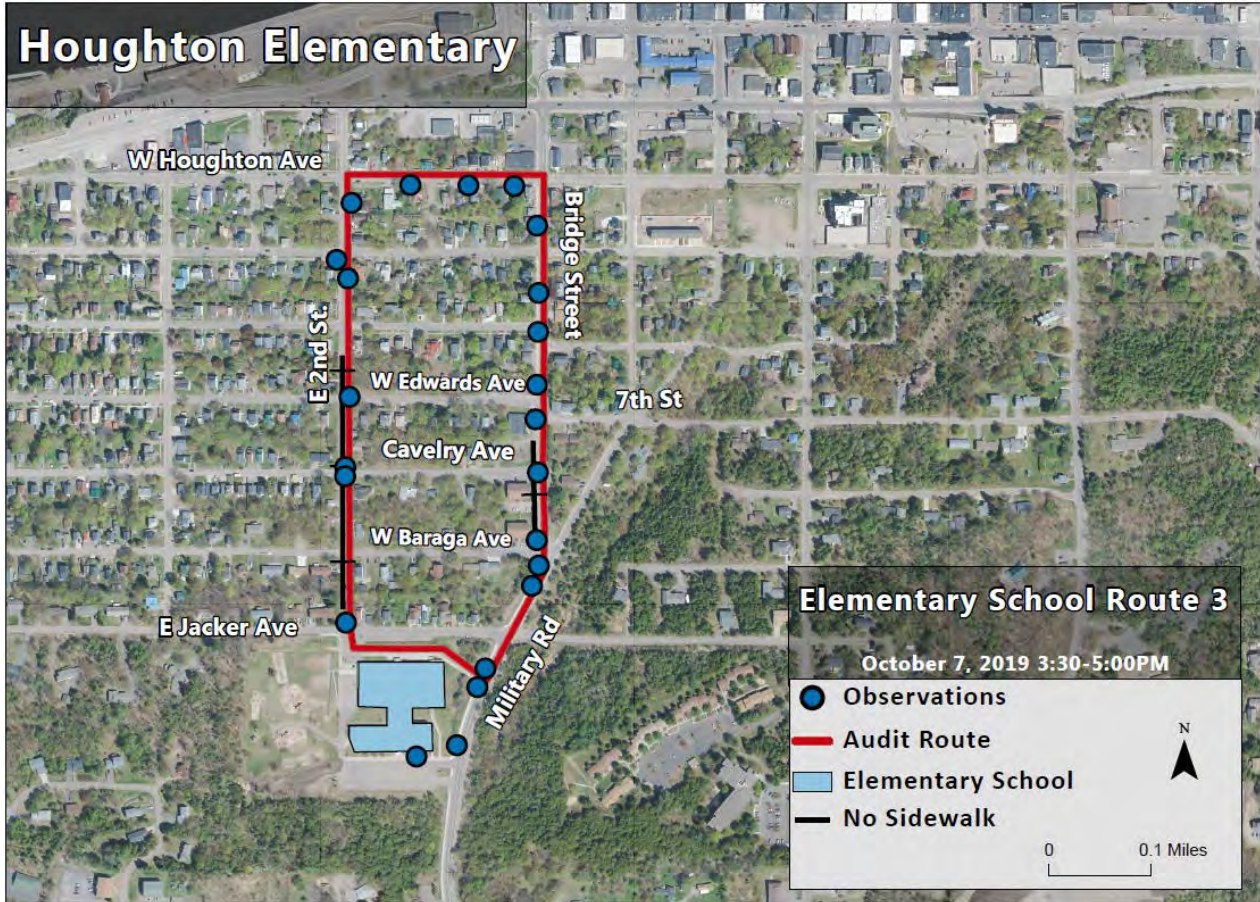 Houghton Elementary
W Houghton Ave
Bridge Street
E 2nd St.
W Edwards Ave
7th St
Cavelry Ave
W Baraga Ave
E Jacker Ave
Military Rd
Elementary School Route 3
October 7, 2019 3:30-5:00PM
Observations
Audit Route
Elementary School
No Sidewalk
N
0 0.1 Miles